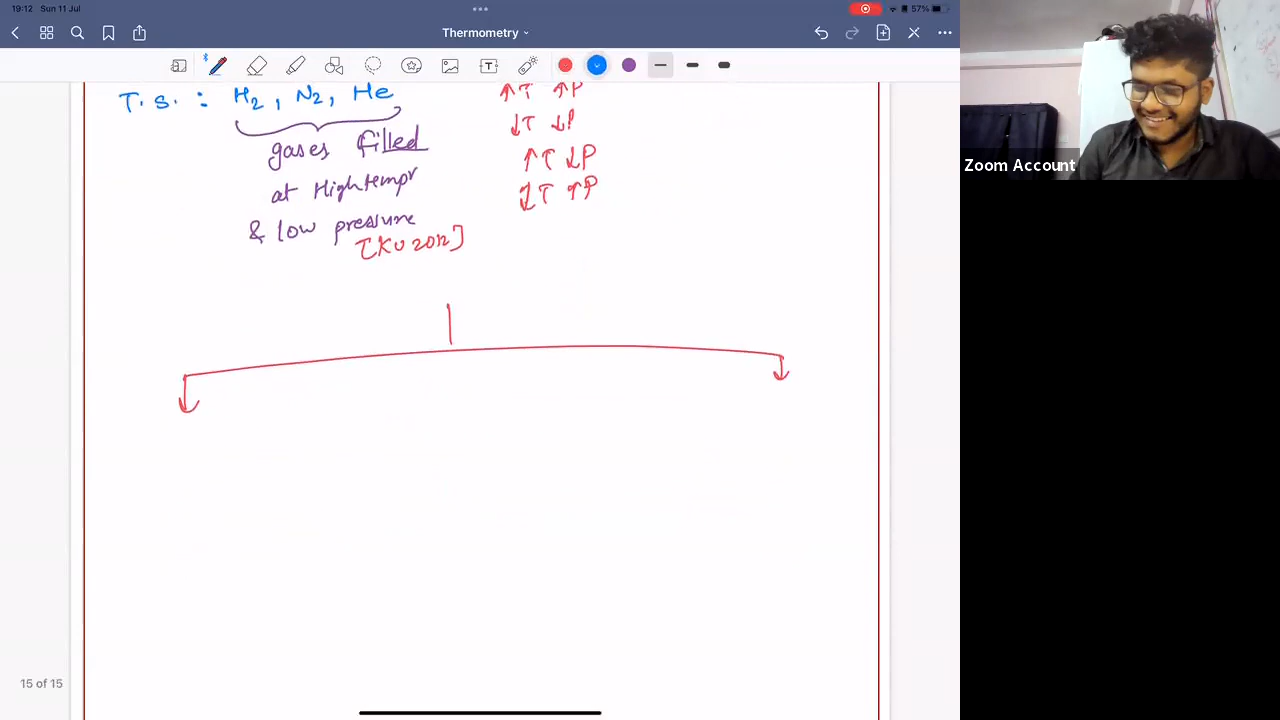 19:12 Sun 11 Jul
57%
Thermometry
T. S. : H2, N2, He
gases filled
at High tempr
& low pressure
[KU 2012]
↑T ↑P
↓T ↓P
↑T ↓P
↓T ↑P
15 of 15
Zoom Account